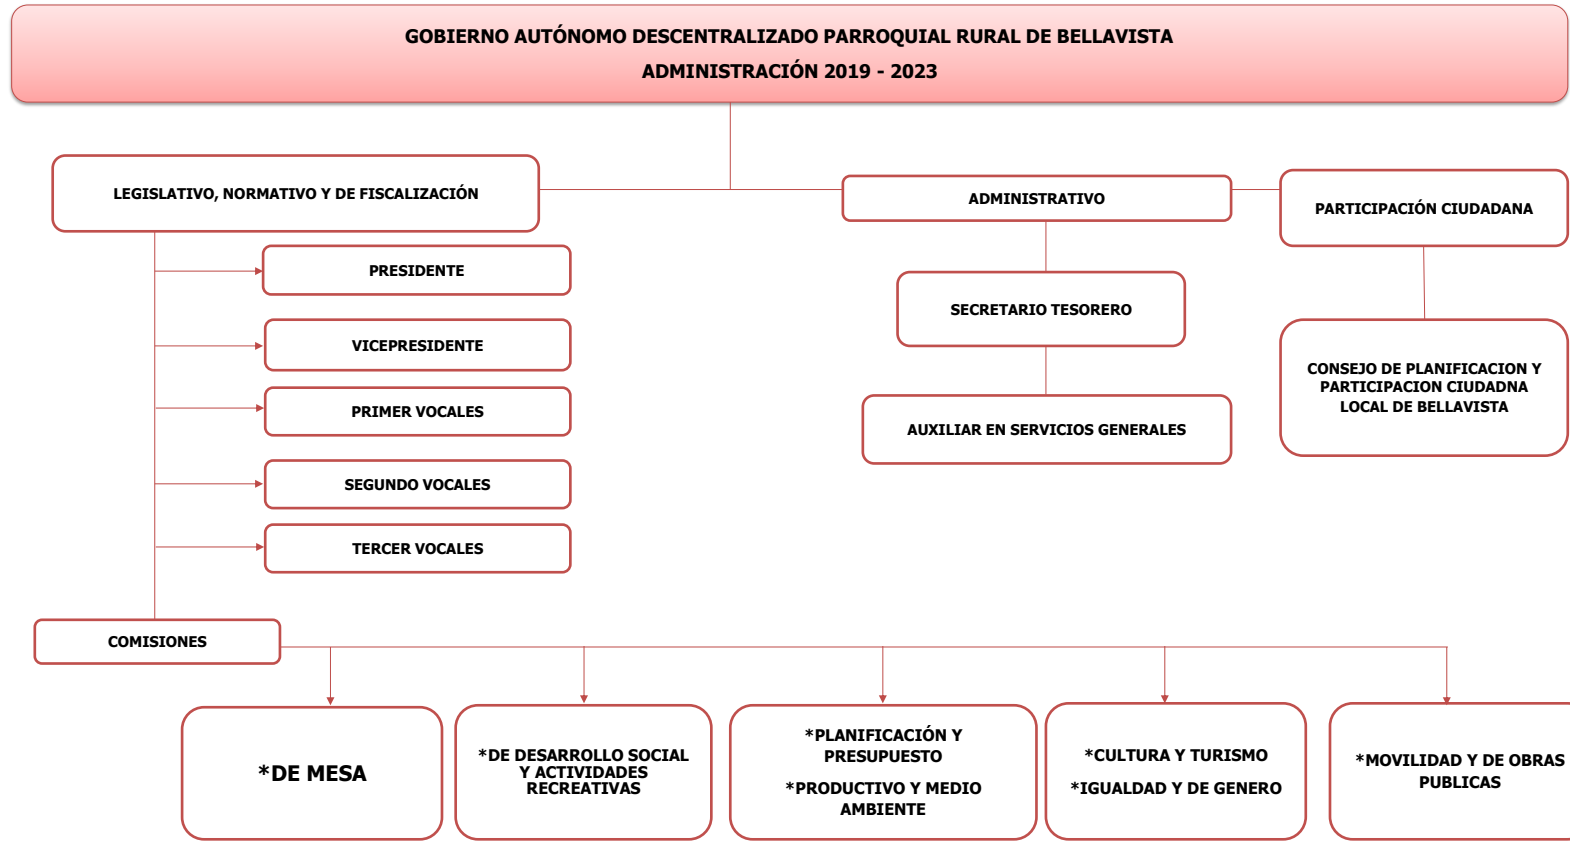 GOBIERNO AUTÓNOMO DESCENTRALIZADO PARROQUIAL RURAL DE BELLAVISTA
ADMINISTRACIÓN 2019 - 2023
LEGISLATIVO, NORMATIVO Y DE FISCALIZACIÓN
ADMINISTRATIVO
PARTICIPACIÓN CIUDADANA
PRESIDENTE
VICEPRESIDENTE
PRIMER VOCALES
SEGUNDO VOCALES
TERCER VOCALES
SECRETARIO TESORERO
AUXILIAR EN SERVICIOS GENERALES
CONSEJO DE PLANIFICACION Y
PARTICIPACION CIUDADNA
LOCAL DE BELLAVISTA
COMISIONES
*DE MESA
*DE DESARROLLO SOCIAL
Y ACTIVIDADES
RECREATIVAS
*PLANIFICACIÓN Y
PRESUPUESTO
*PRODUCTIVO Y MEDIO
AMBIENTE
*CULTURA Y TURISMO
*IGUALDAD Y DE GENERO
*MOVILIDAD Y DE OBRAS
PUBLICAS